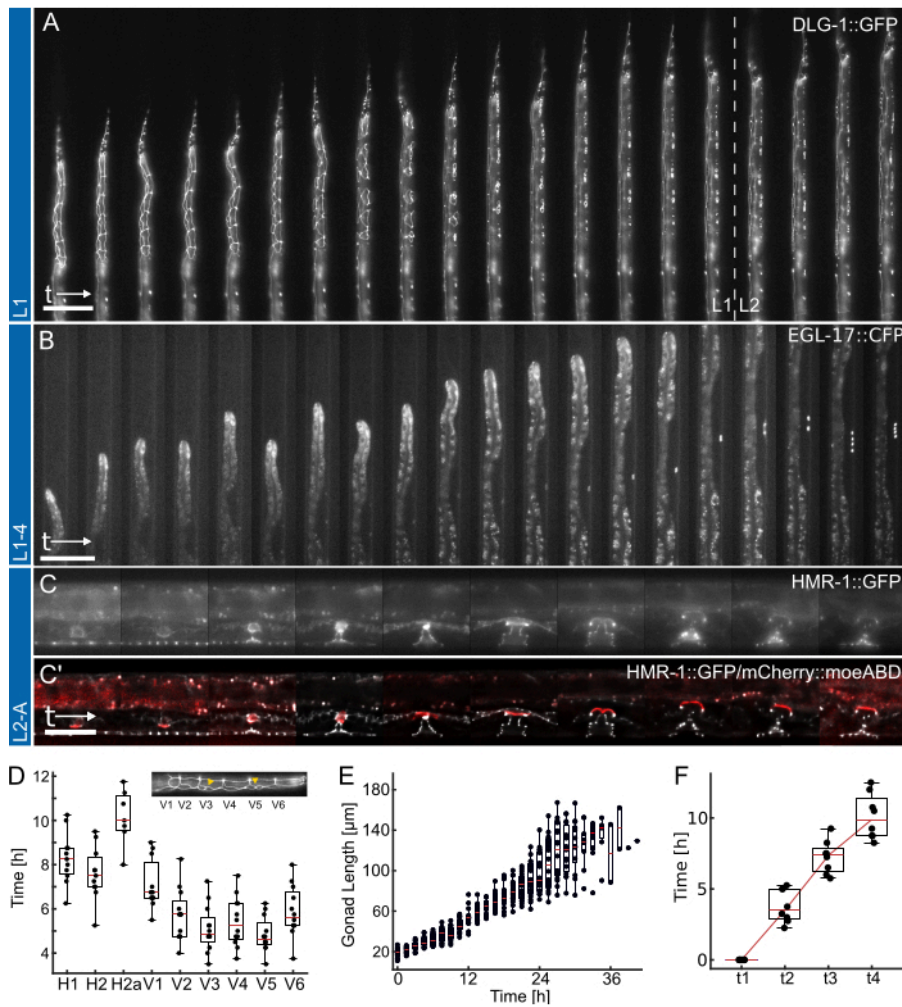 A
DLG-1::GFP
t
L1
L2
L1
B
EGL-17::CFP
t
L1-4
C
HMR-1::GFP
C'
HMR-1::GFP/mCherry::moeABD
t
L2-A
D
V1 V2 V3 V4 V5 V6
12
10
8
6
4
Time [h]
H1 H2 H2a V1 V2 V3 V4 V5 V6
E
180
140
100
60
20
Gonad Length [µm]
0 12 24 36
Time [h]
F
10
5
0
Time [h]
t1 t2 t3 t4